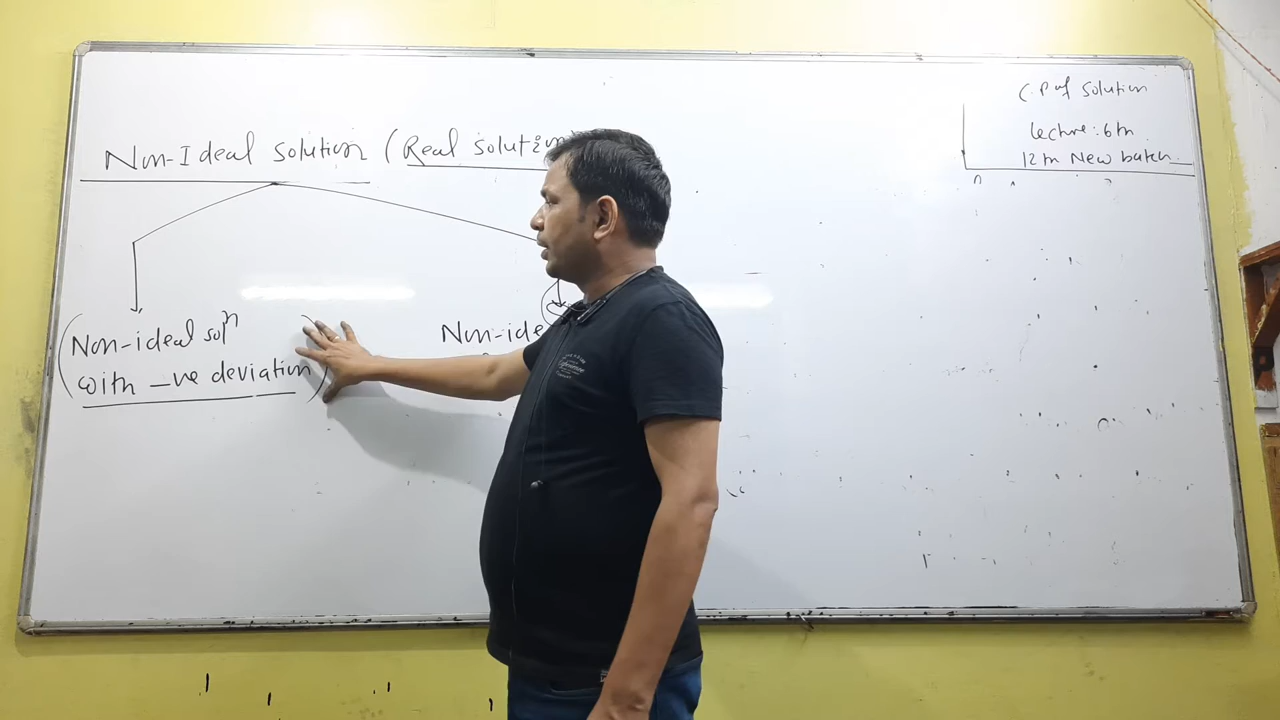 C.P of Solution
Lecture: 6th
12th New batch
Non-Ideal solution (Real solution
Non-ide
(Non-ideal solⁿ
with -ve deviation)